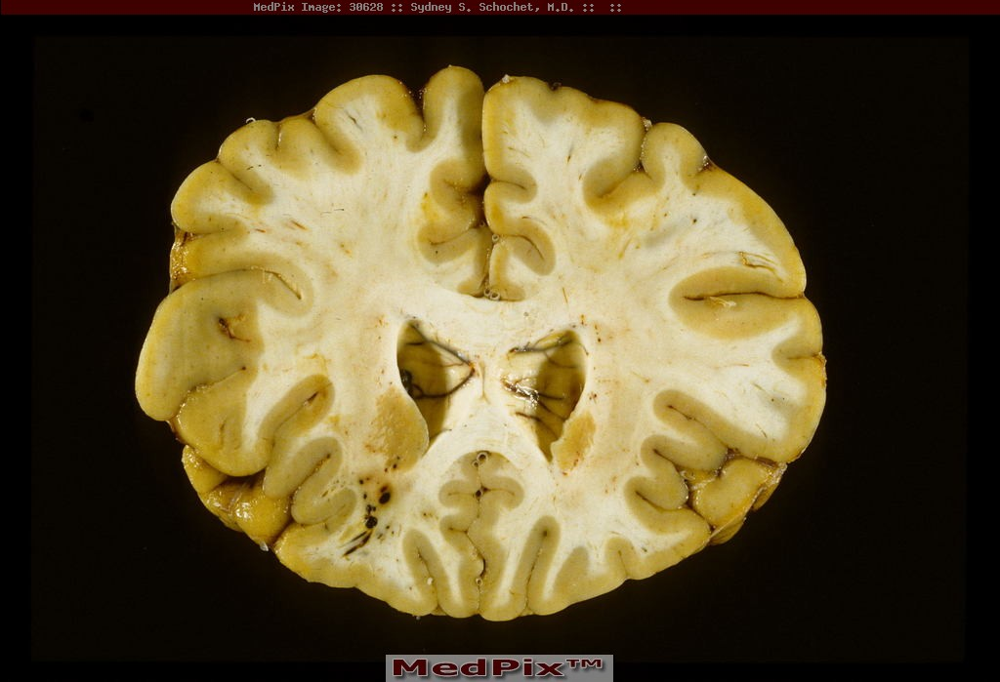 MedPix Image: 30628 :: Sydney S. Schochet, M.D. ::  ::
MedPix™